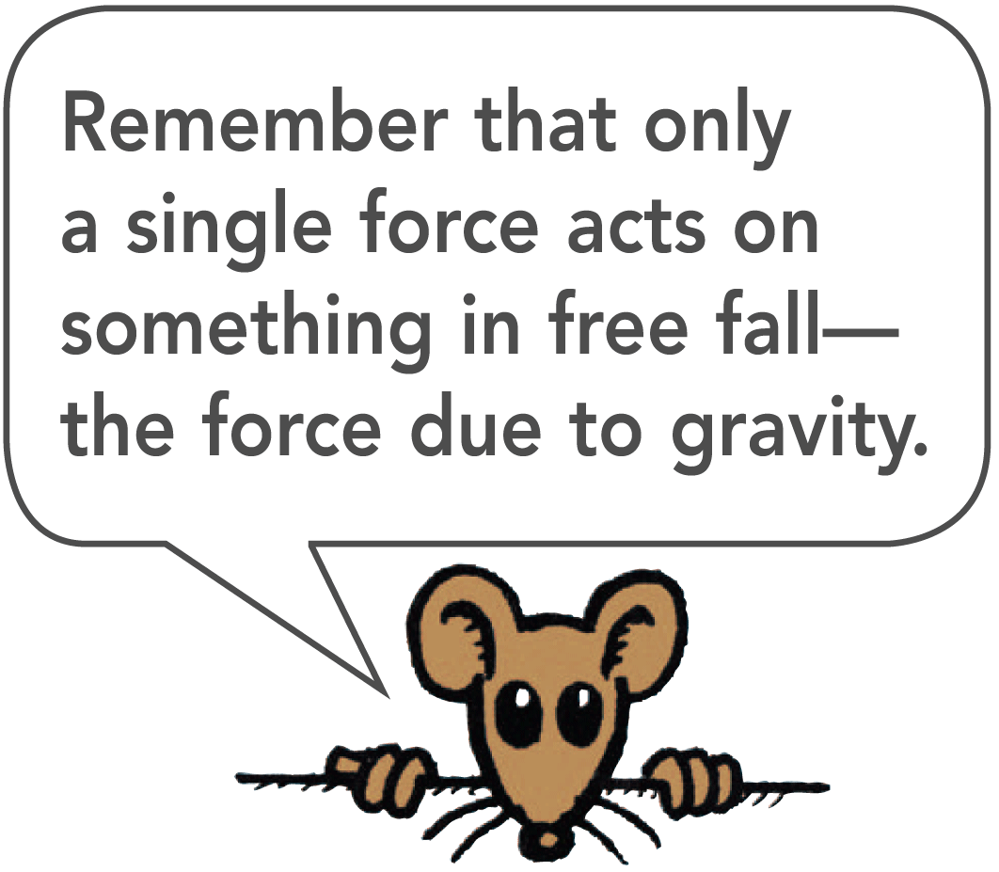 Remember that only
a single force acts on
something in free fall—
the force due to gravity.